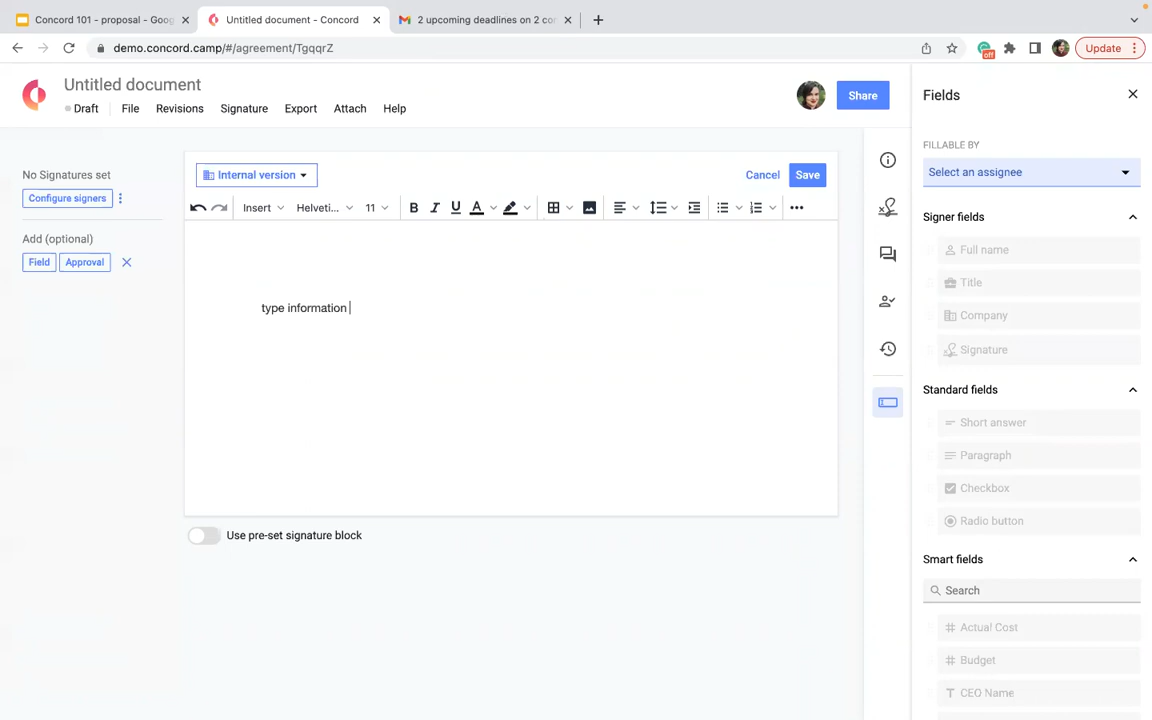 Concord 101 - proposal - Goog
Untitled document - Concord
2 upcoming deadlines on 2 con
demo.concord.camp/#/agreement/TgqqrZ
off
Update
Untitled document
Draft
File
Revisions
Signature
Export
Attach
Help
Share
No Signatures set
Configure signers
Add (optional)
Field
Approval
Internal version
Cancel
Save
Insert
Helveti...
11
B I U A
type information
Use pre-set signature block
Fields
FILLABLE BY
Select an assignee
Signer fields
Full name
Title
Company
Signature
Standard fields
Short answer
Paragraph
Checkbox
Radio button
Smart fields
Search
Actual Cost
Budget
CEO Name